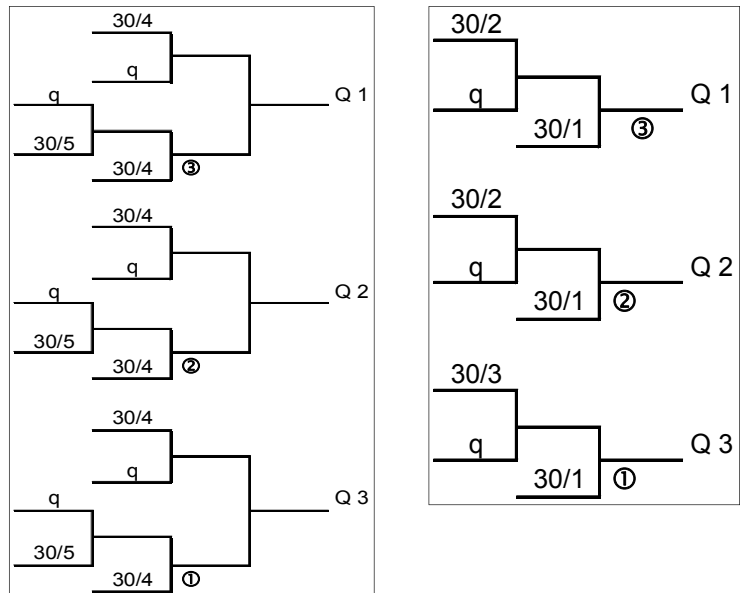 30/4
q
Q 1
q
30/5
30/4 ③
30/4
q
Q 2
q
30/5
30/4 ②
30/4
q
Q 3
q
30/5
30/4 ①
30/2
Q 1
q
30/1 ③
30/2
Q 2
q
30/1 ②
30/3
Q 3
q
30/1 ①